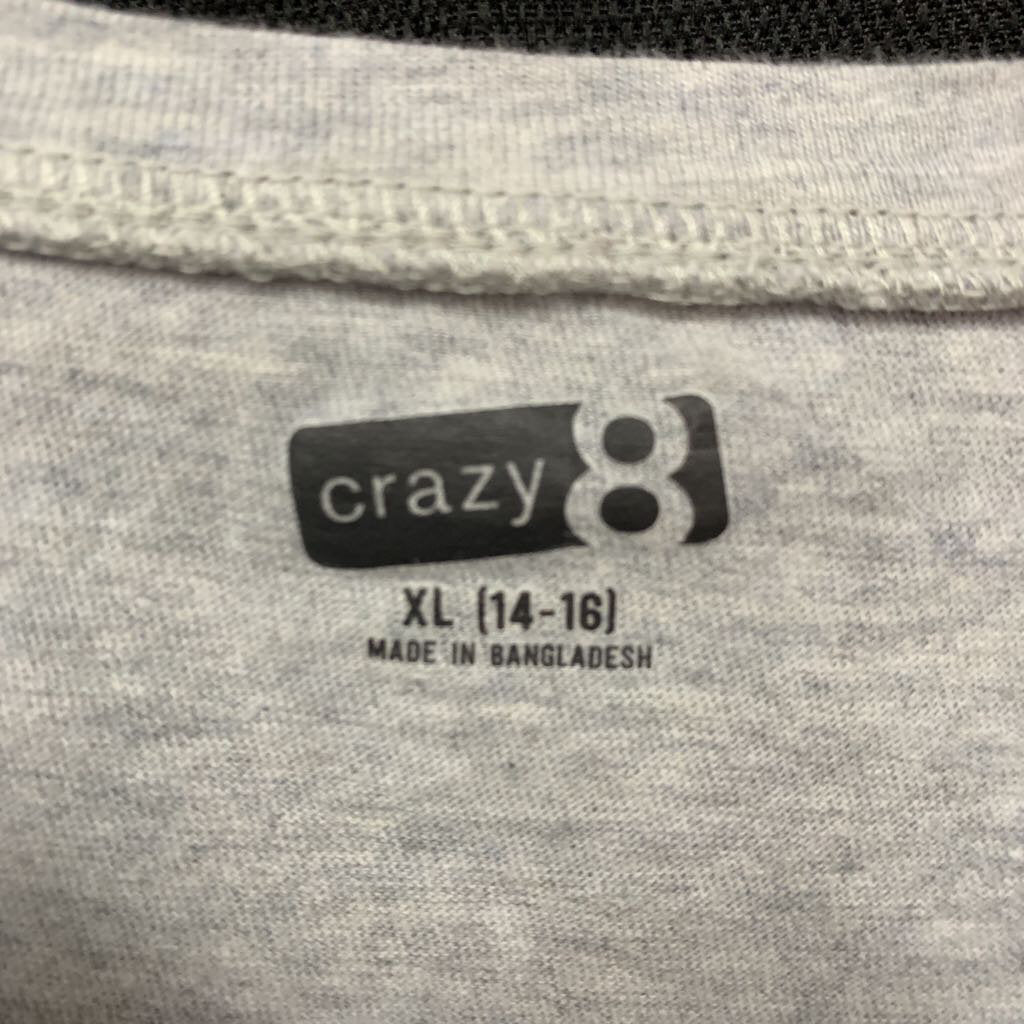 crazy 8
XL (14-16)
MADE IN BANGLADESH